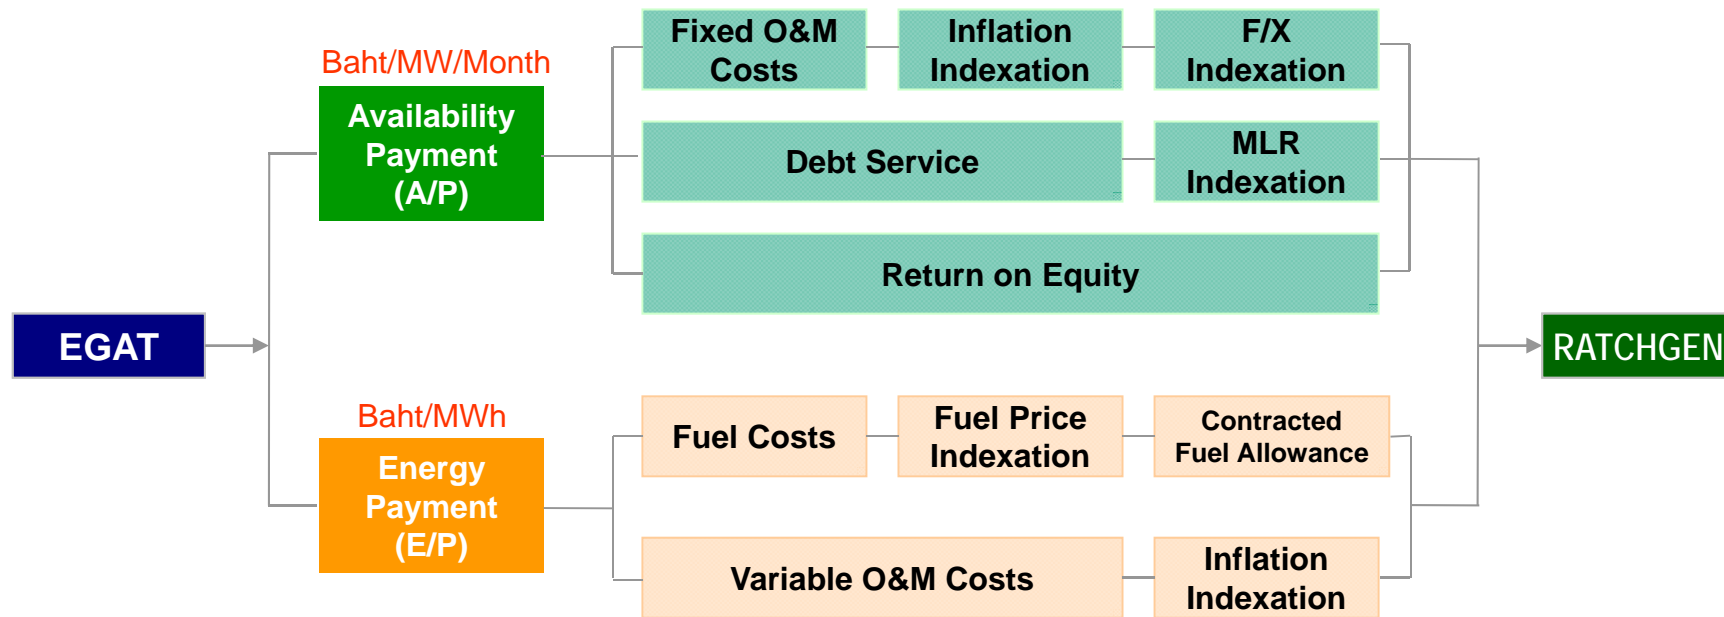 Baht/MW/Month
Availability
Payment
(A/P)
Fixed O&M
Costs
Inflation
Indexation
F/X
Indexation
Debt Service
MLR
Indexation
Return on Equity
EGAT
RATCHGEN
Baht/MWh
Energy
Payment
(E/P)
Fuel Costs
Fuel Price
Indexation
Contracted
Fuel Allowance
Variable O&M Costs
Inflation
Indexation